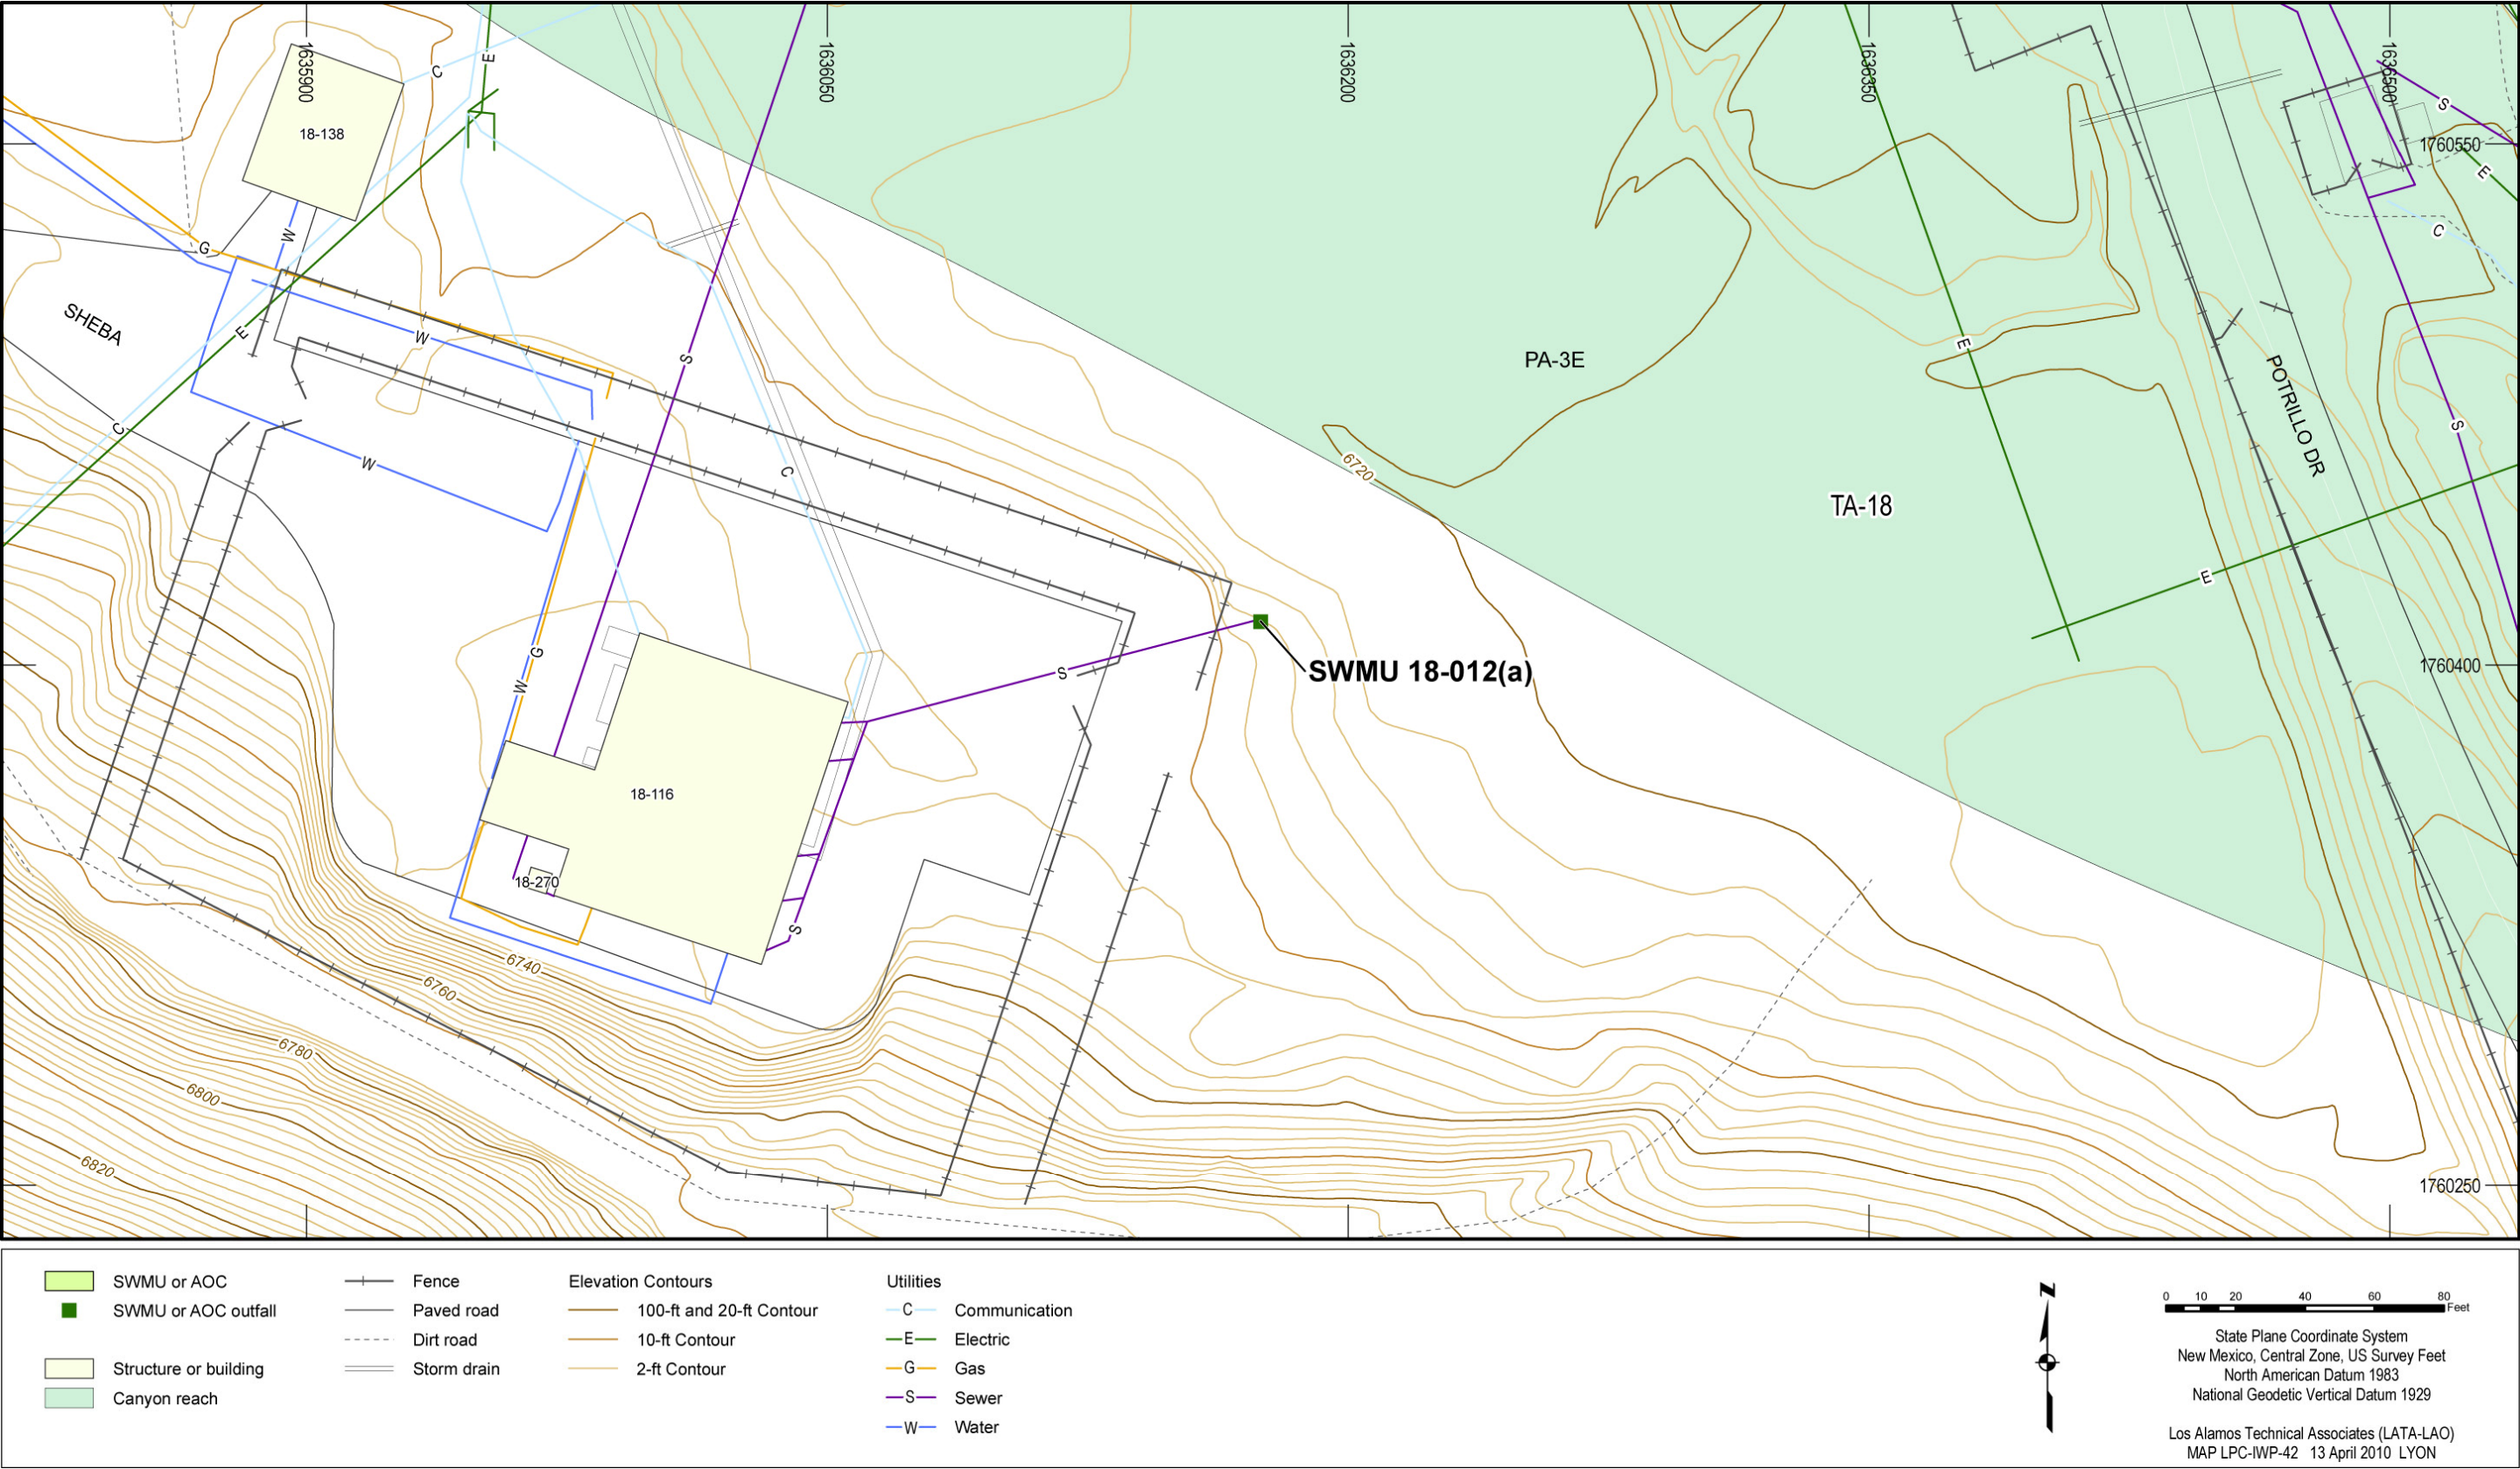 1635900
1636050
1636200
1636350
1636500
E
C
S
18-138
1760550
E
W
G
C
SHEBA
E
W
S
E
PA-3E
POTRILLO DR
C
S
W
C
6720
TA-18
E
G
S
SWMU 18-012(a)
1760400
W
18-116
18-270
S
6740
6760
6780
6800
6820
1760250
SWMU or AOC
SWMU or AOC outfall
Structure or building
Canyon reach
Fence
Paved road
Dirt road
Storm drain
Elevation Contours
100-ft and 20-ft Contour
10-ft Contour
2-ft Contour
Utilities
C Communication
E Electric
G Gas
S Sewer
W Water
N
0 10 20 40 60 80
Feet
State Plane Coordinate System
New Mexico, Central Zone, US Survey Feet
North American Datum 1983
National Geodetic Vertical Datum 1929
Los Alamos Technical Associates (LATA-LAO)
MAP LPC-IWP-42 13 April 2010 LYON